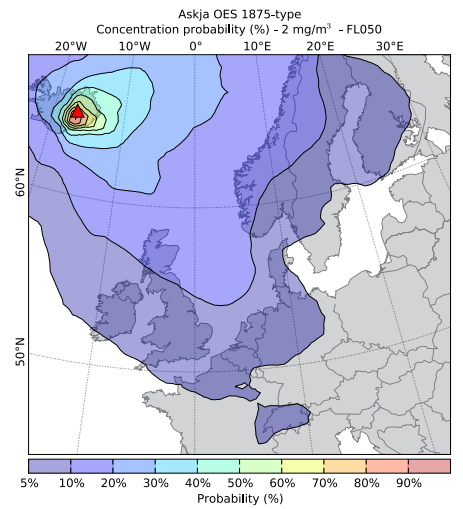 Askja OES 1875-type
Concentration probability (%) - 2 mg/m³ - FL050
20°W 10°W 0° 10°E 20°E 30°E
60°N
50°N
5% 10% 20% 30% 40% 50% 60% 70% 80% 90%
Probability (%)